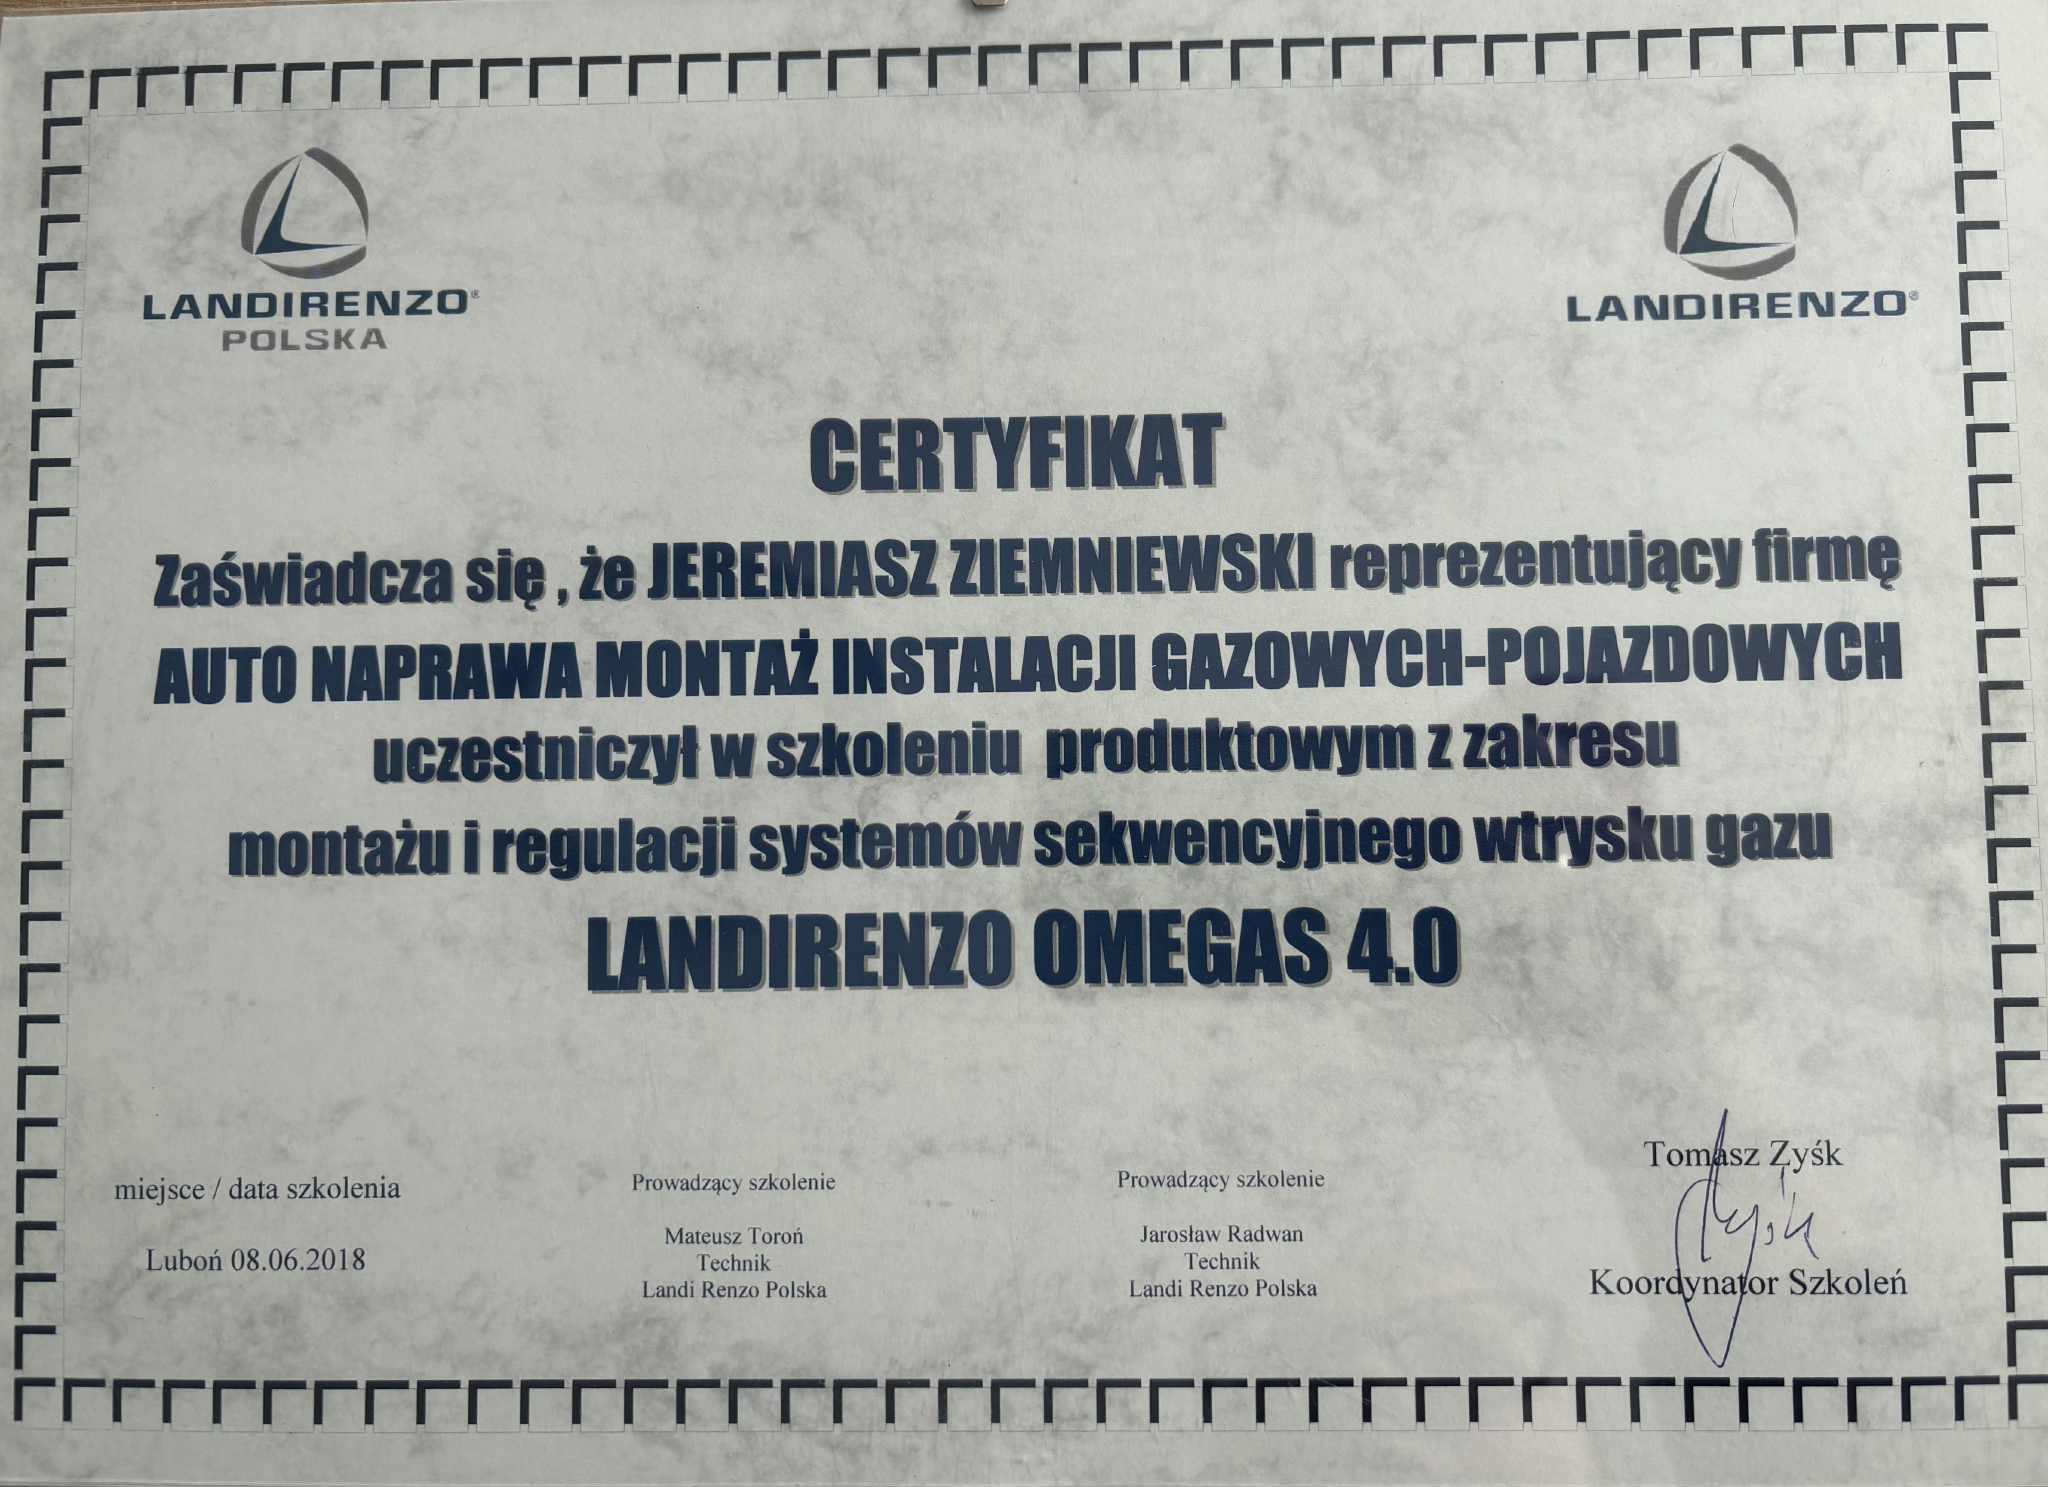 LANDIRENZO®
POLSKA
LANDIRENZO®
CERTYFIKAT
Zaświadcza się , że JEREMIASZ ZIEMNIEWSKI reprezentujący firmę
AUTO NAPRAWA MONTAŻ INSTALACJI GAZOWYCH-POJAZDOWYCH
uczestniczył w szkoleniu produktowym z zakresu
montażu i regulacji systemów sekwencyjnego wtrysku gazu
LANDIRENZO OMEGAS 4.0
miejsce / data szkolenia
Luboń 08.06.2018
Prowadzący szkolenie
Mateusz Toroń
Technik
Landi Renzo Polska
Prowadzący szkolenie
Jarosław Radwan
Technik
Landi Renzo Polska
Tomasz Zyśk
Zyśk
Koordynator Szkoleń